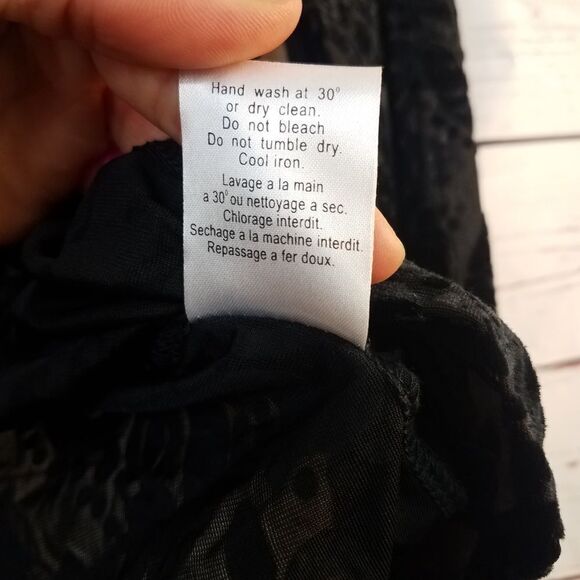 Hand wash at 30°
or dry clean.
Do not bleach
Do not tumble dry.
Cool iron.
Lavage a la main
a 30° ou nettoyage a sec.
Chlorage interdit.
Sechage a la machine interdit.
Repassage a fer doux.